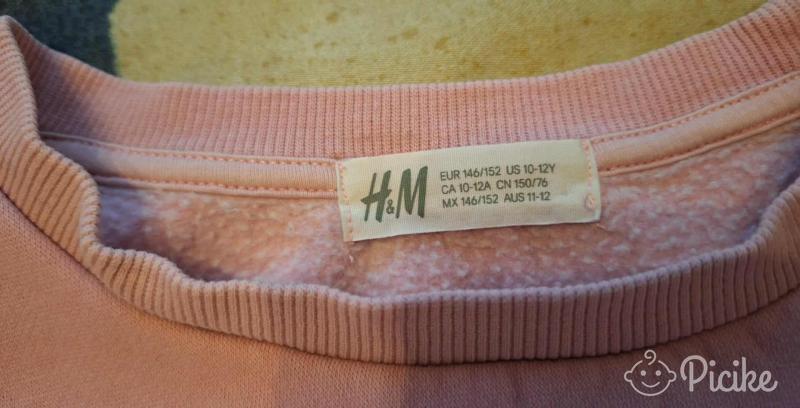 H&M
EUR 146/152 US 10-12Y
CA 10-12A CN 150/76
MX 146/152 AUS 11-12
Picike